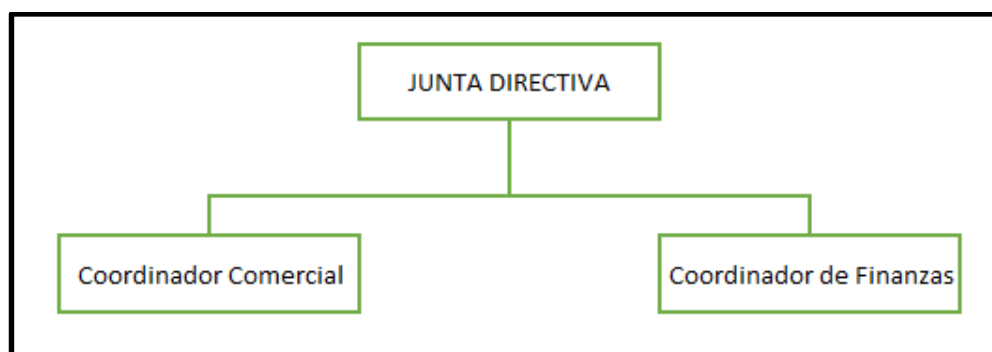 JUNTA DIRECTIVA
Coordinador Comercial
Coordinador de Finanzas